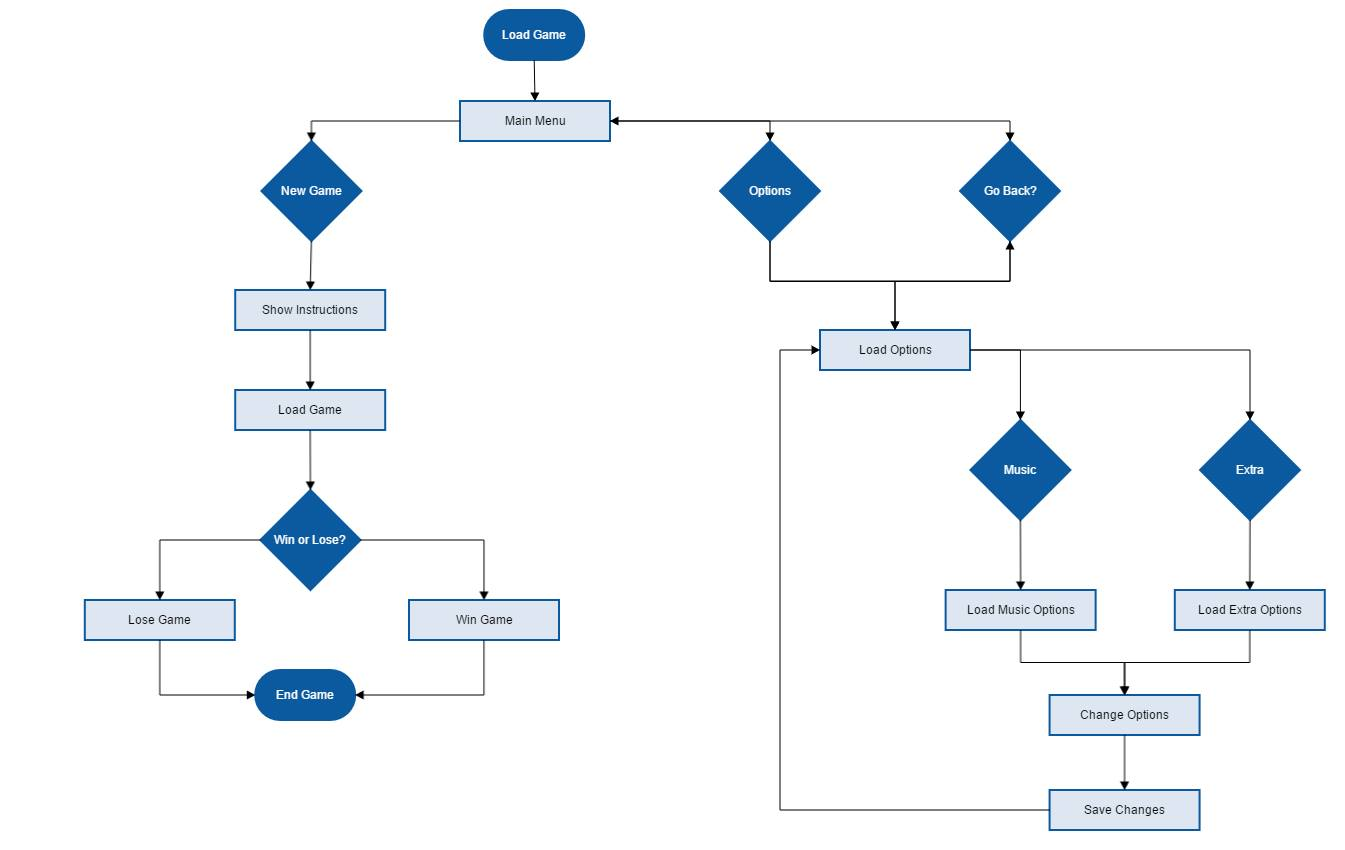 Load Game
Main Menu
New Game
Options
Go Back?
Show Instructions
Load Options
Load Game
Music
Extra
Win or Lose?
Lose Game
Win Game
Load Music Options
Load Extra Options
End Game
Change Options
Save Changes